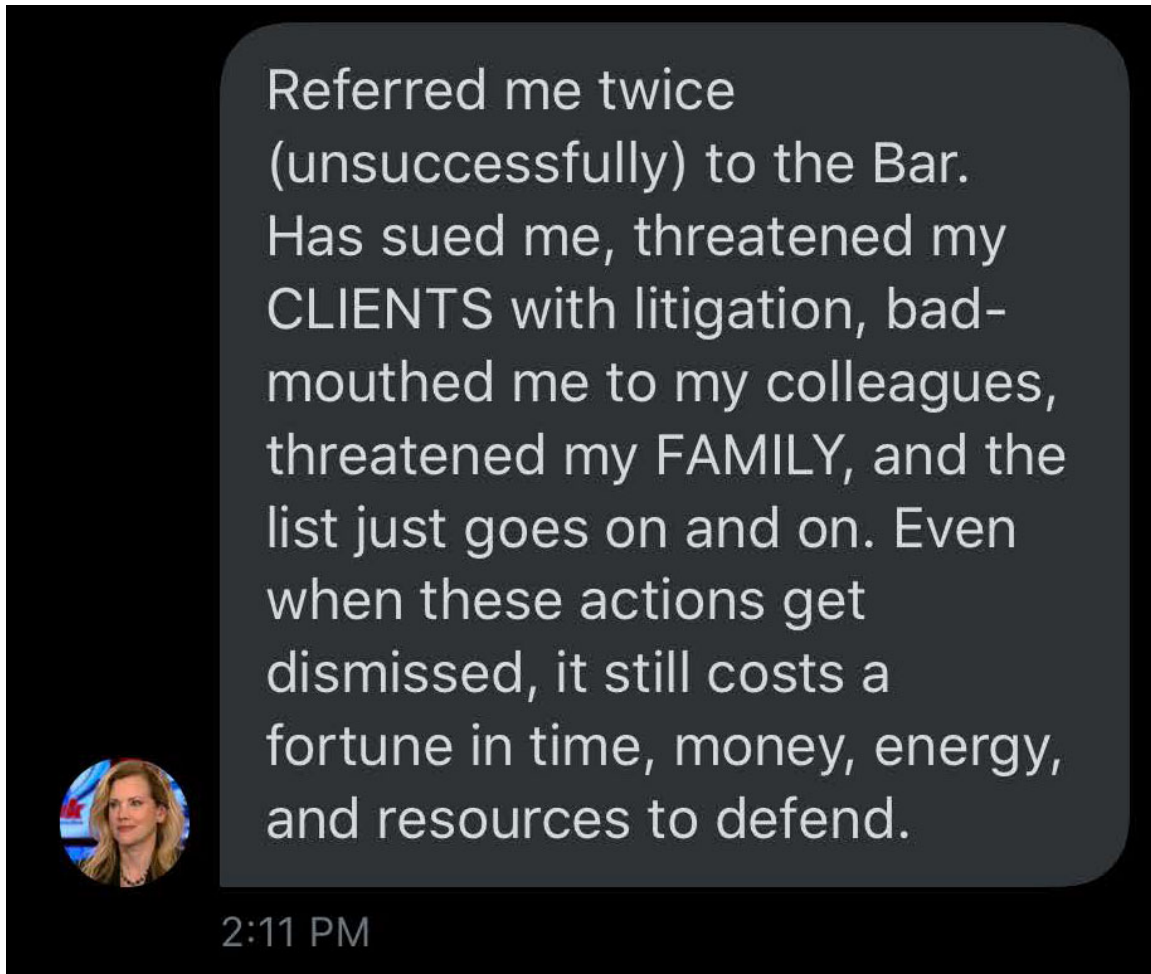 Referred me twice
(unsuccessfully) to the Bar.
Has sued me, threatened my
CLIENTS with litigation, bad-
mouthed me to my colleagues,
threatened my FAMILY, and the
list just goes on and on. Even
when these actions get
dismissed, it still costs a
fortune in time, money, energy,
and resources to defend.
2:11 PM